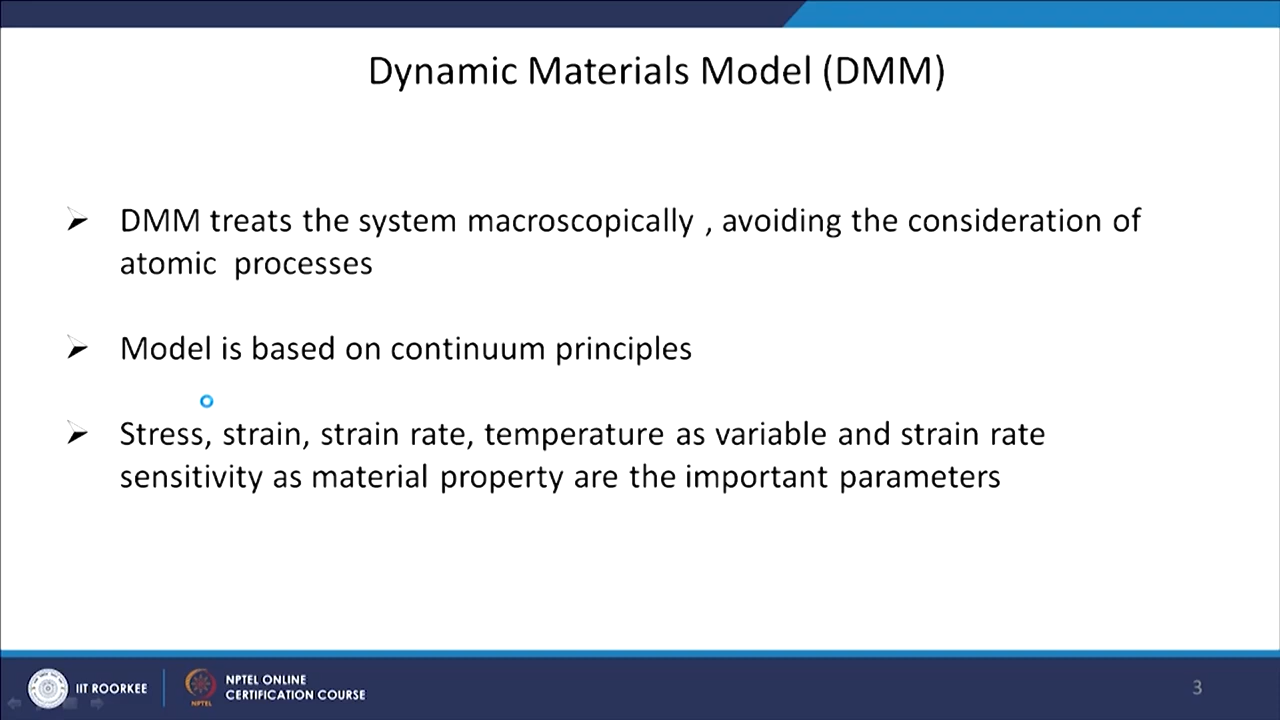 Dynamic Materials Model (DMM)
DMM treats the system macroscopically , avoiding the consideration of
atomic processes
Model is based on continuum principles
Stress, strain, strain rate, temperature as variable and strain rate
sensitivity as material property are the important parameters
IIT ROORKEE
NPTEL
NPTEL ONLINE
CERTIFICATION COURSE
3